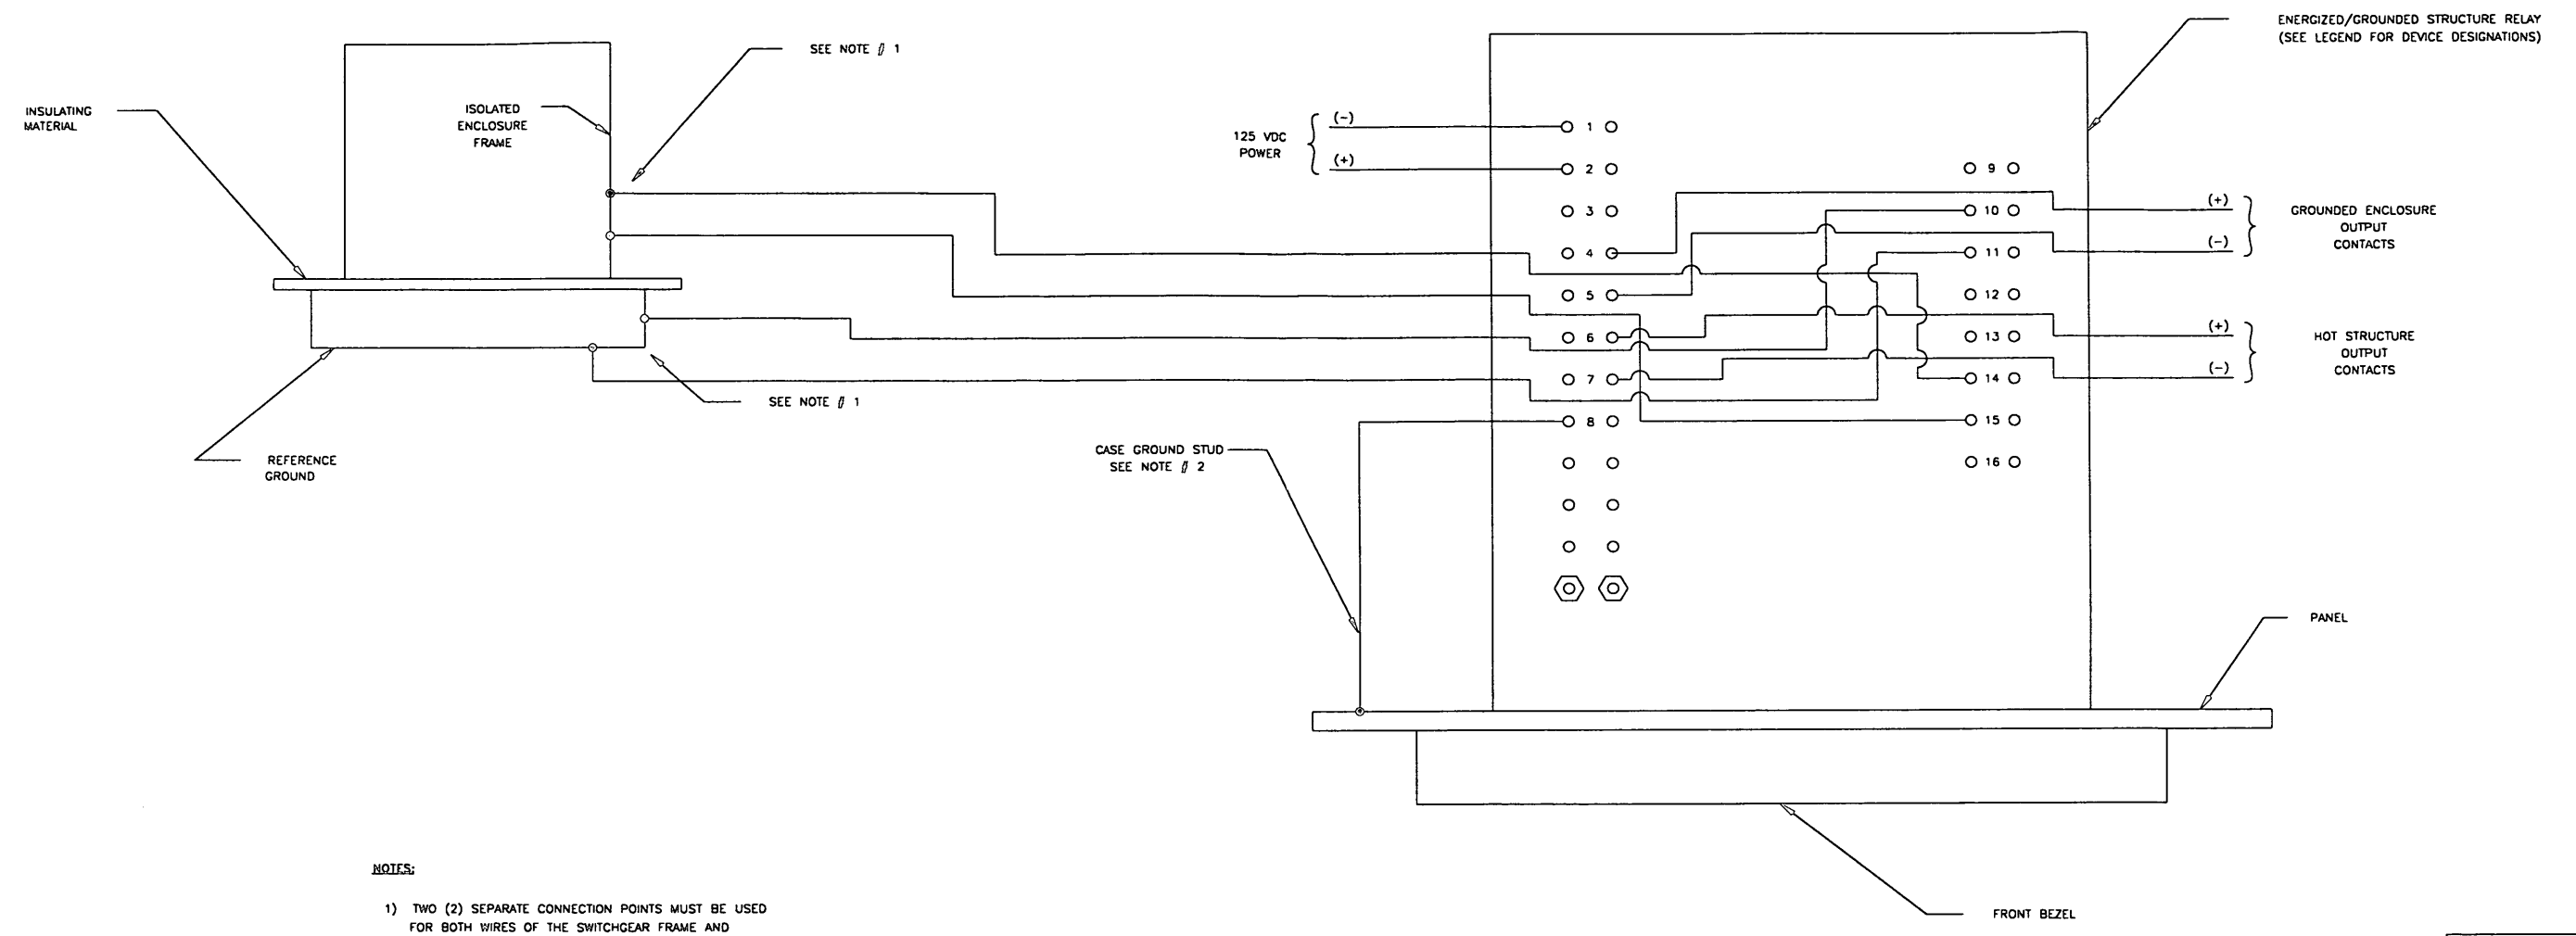 ENERGIZED/GROUNDED STRUCTURE RELAY
(SEE LEGEND FOR DEVICE DESIGNATIONS)
SEE NOTE # 1
INSULATING
MATERIAL
ISOLATED
ENCLOSURE
FRAME
125 VDC
POWER
(-)
(+)
1
2
3
4
5
6
7
8
9
10
11
12
13
14
15
16
(+)
(-)
GROUNDED ENCLOSURE
OUTPUT
CONTACTS
(+)
(-)
HOT STRUCTURE
OUTPUT
CONTACTS
SEE NOTE # 1
REFERENCE
GROUND
CASE GROUND STUD
SEE NOTE # 2
PANEL
FRONT BEZEL
NOTES:
1) TWO (2) SEPARATE CONNECTION POINTS MUST BE USED
FOR BOTH WIRES OF THE SWITCHGEAR FRAME AND